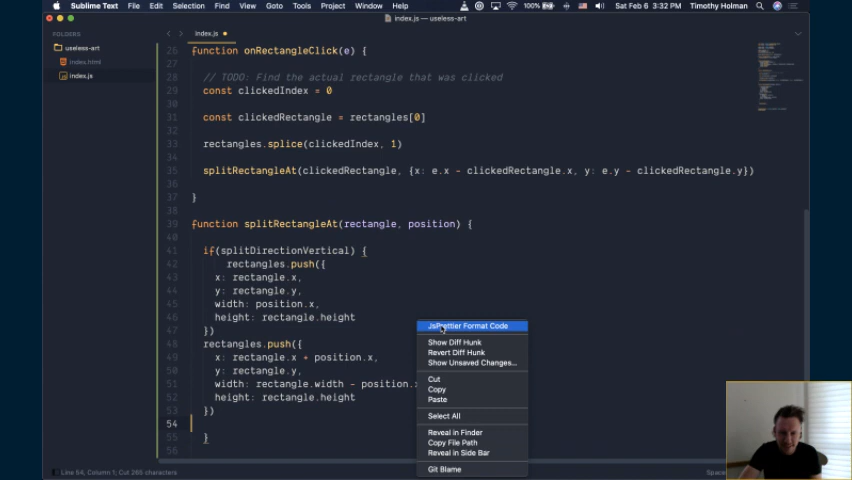 Sublime Text File Edit Selection Find View Goto Tools Project Window Help 100% Sat Feb 6 3:32 PM Timothy Holman
index.js — useless-art
FOLDERS
useless-art
index.html
index.js
index.js
26 function onRectangleClick(e) {
27
28 // TODO: Find the actual rectangle that was clicked
29 const clickedIndex = 0
30
31 const clickedRectangle = rectangles[0]
32
33 rectangles.splice(clickedIndex, 1)
34
35 splitRectangleAt(clickedRectangle, {x: e.x - clickedRectangle.x, y: e.y - clickedRectangle.y})
36
37 }
38
39 function splitRectangleAt(rectangle, position) {
40
41 if(splitDirectionVertical) {
42 rectangles.push({
43 x: rectangle.x,
44 y: rectangle.y,
45 width: position.x,
46 height: rectangle.height
47 })
48 rectangles.push({
49 x: rectangle.x + position.x,
50 y: rectangle.y,
51 width: rectangle.width - position.x
52 height: rectangle.height
53 })
54
55 }
56
JsPrettier Format Code
Show Diff Hunk
Revert Diff Hunk
Show Unsaved Changes...
Cut
Copy
Paste
Select All
Reveal in Finder
Copy File Path
Reveal in Side Bar
Git Blame
Line 54, Column 1; Cut 265 characters